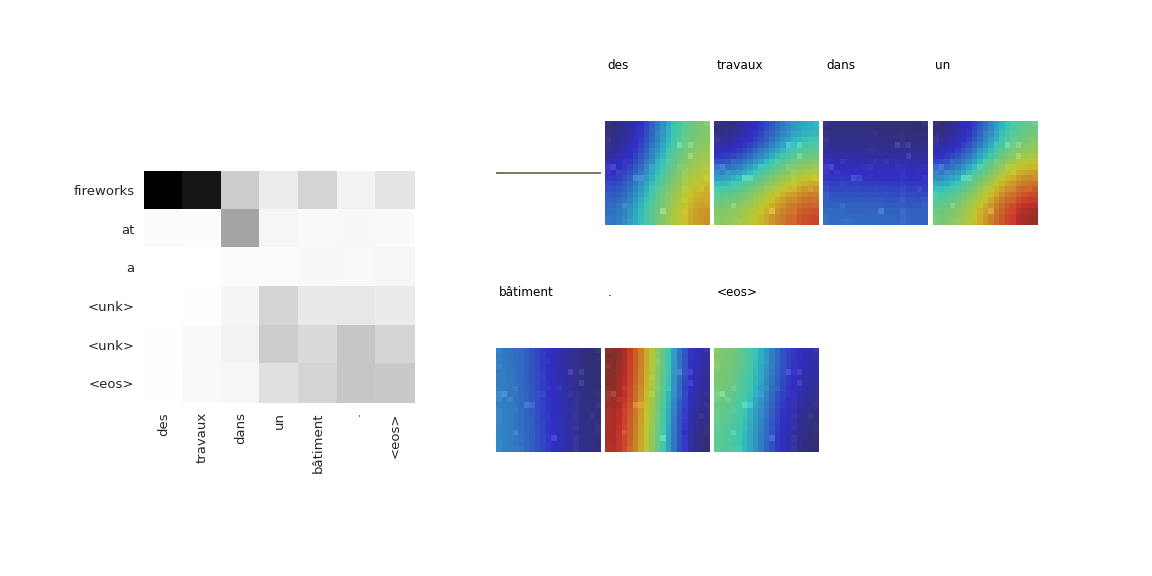 des travaux dans un
fireworks
at
a
<unk>
<unk>
<eos>
des travaux dans un bâtiment . <eos>
bâtiment . <eos>